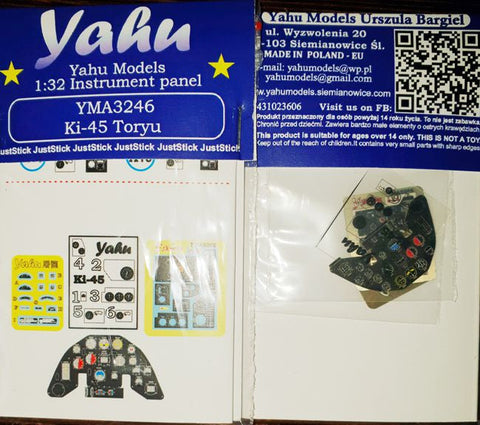 Yahu
Yahu Models
1:32 Instrument panel
YMA3246
Ki-45 Toryu
JustStick JustStick JustStick JustStick JustStick JustStick JustStick
Yahu
4 2
Ki-45
1 3
5 6
Yahu Models Urszula Bargiel
ul. Wyzwolenia 20
-103 Siemianowice Śl.
MADE IN POLAND - EU
-mail: yahumodels@wp.pl
yahumodels@gmail.com
www.yahumodels.siemianowice.com
431023606 Visit us on FB:
Produkt przeznaczony dla osób powyżej 14 roku życia. To nie jest zabawka
Chronić przed dziećmi. Zawiera bardzo małe elementy o ostrych krawędziach
This product is suitable for ages over 14 only. THIS IS NOT A TOY
Keep out of the reach of children.It contains very small parts with sharp edges